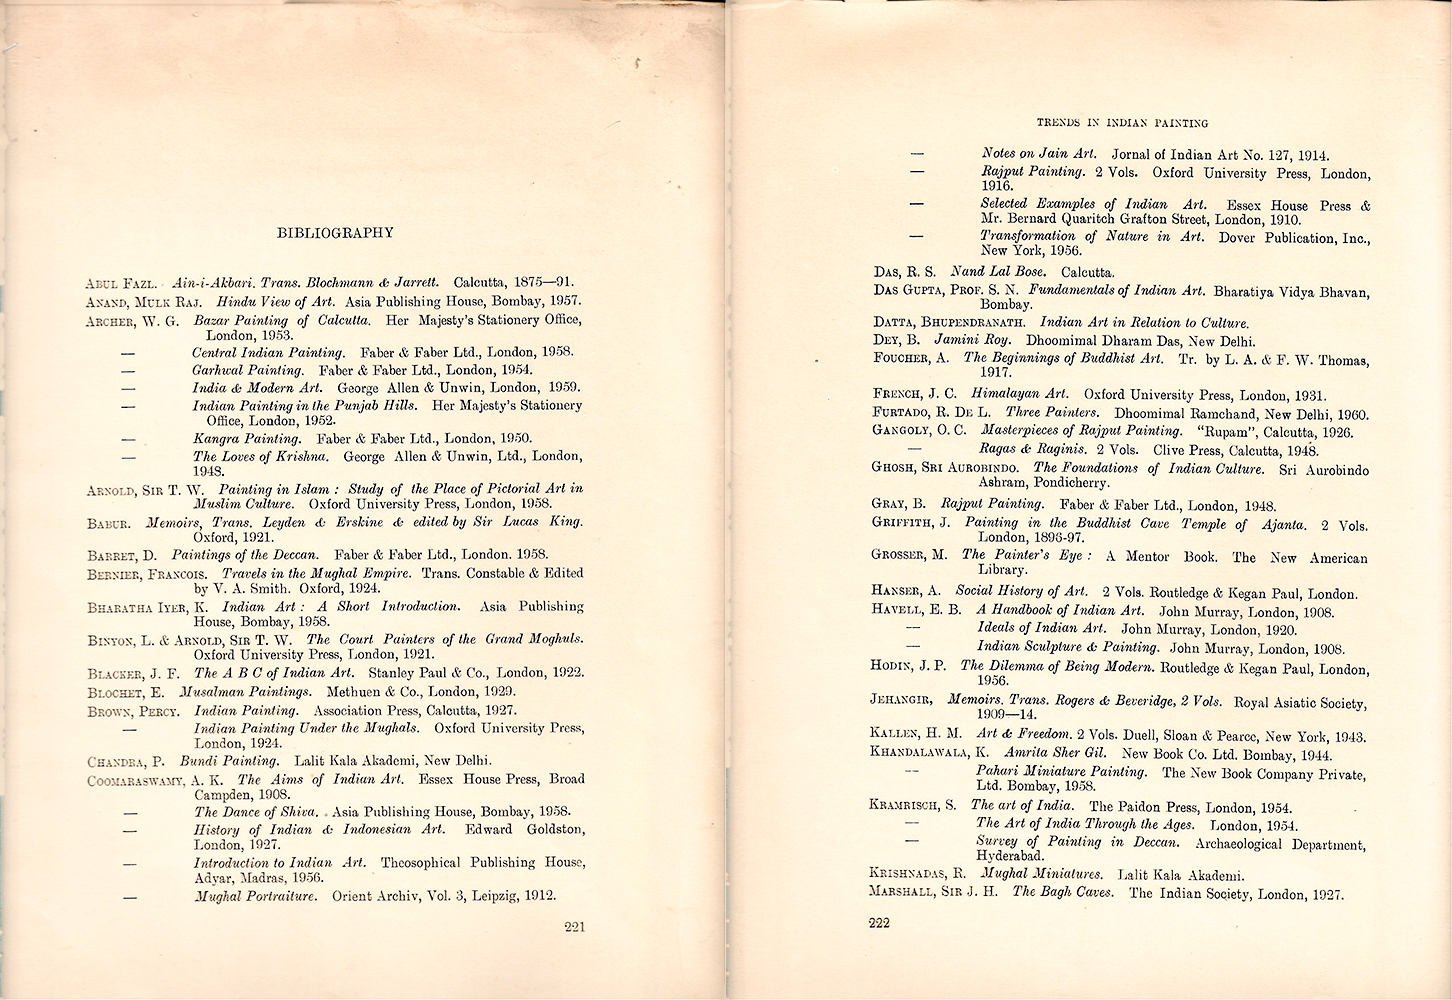 BIBLIOGRAPHY
ABUL FAZL. Ain-i-Akbari. Trans. Blochmann & Jarrett. Calcutta, 1875—91.
ANAND, MULK RAJ. Hindu View of Art. Asia Publishing House, Bombay, 1957.
ARCHER, W. G. Bazar Painting of Calcutta. Her Majesty's Stationery Office,
London, 1953.
— Central Indian Painting. Faber & Faber Ltd., London, 1958.
— Garhwal Painting. Faber & Faber Ltd., London, 1954.
— India & Modern Art. George Allen & Unwin, London, 1959.
— Indian Painting in the Punjab Hills. Her Majesty's Stationery
Office, London, 1952.
— Kangra Painting. Faber & Faber Ltd., London, 1950.
— The Loves of Krishna. George Allen & Unwin, Ltd., London,
1948.
ARNOLD, SIR T. W. Painting in Islam : Study of the Place of Pictorial Art in
Muslim Culture. Oxford University Press, London, 1958.
BABUR. Memoirs, Trans. Leyden & Erskine & edited by Sir Lucas King.
Oxford, 1921.
BARRET, D. Paintings of the Deccan. Faber & Faber Ltd., London. 1958.
BERNIER, FRANCOIS. Travels in the Mughal Empire. Trans. Constable & Edited
by V. A. Smith. Oxford, 1924.
BHARATHA IYER, K. Indian Art : A Short Introduction. Asia Publishing
House, Bombay, 1958.
BINYON, L. & ARNOLD, SIR T. W. The Court Painters of the Grand Moghuls.
Oxford University Press, London, 1921.
BLACKER, J. F. The A B C of Indian Art. Stanley Paul & Co., London, 1922.
BLOCHET, E. Musalman Paintings. Methuen & Co., London, 1929.
BROWN, PERCY. Indian Painting. Association Press, Calcutta, 1927.
— Indian Painting Under the Mughals. Oxford University Press,
London, 1924.
CHANDRA, P. Bundi Painting. Lalit Kala Akademi, New Delhi.
COOMARASWAMY, A. K. The Aims of Indian Art. Essex House Press, Broad
Campden, 1908.
— The Dance of Shiva. Asia Publishing House, Bombay, 1958.
— History of Indian & Indonesian Art. Edward Goldston,
London, 1927.
— Introduction to Indian Art. Theosophical Publishing House,
Adyar, Madras, 1956.
— Mughal Portraiture. Orient Archiv, Vol. 3, Leipzig, 1912.
221
TRENDS IN INDIAN PAINTING
— Notes on Jain Art. Jornal of Indian Art No. 127, 1914.
— Rajput Painting. 2 Vols. Oxford University Press, London,
1916.
— Selected Examples of Indian Art. Essex House Press &
Mr. Bernard Quaritch Grafton Street, London, 1910.
— Transformation of Nature in Art. Dover Publication, Inc.,
New York, 1956.
DAS, R. S. Nand Lal Bose. Calcutta.
DAS GUPTA, PROF. S. N. Fundamentals of Indian Art. Bharatiya Vidya Bhavan,
Bombay.
DATTA, BHUPENDRANATH. Indian Art in Relation to Culture.
DEY, B. Jamini Roy. Dhoomimal Dharam Das, New Delhi.
FOUCHER, A. The Beginnings of Buddhist Art. Tr. by L. A. & F. W. Thomas,
1917.
FRENCH, J. C. Himalayan Art. Oxford University Press, London, 1931.
FURTADO, R. DE L. Three Painters. Dhoomimal Ramchand, New Delhi, 1960.
GANGOLY, O. C. Masterpieces of Rajput Painting. "Rupam", Calcutta, 1926.
— Ragas & Raginis. 2 Vols. Clive Press, Calcutta, 1948.
GHOSH, SRI AUROBINDO. The Foundations of Indian Culture. Sri Aurobindo
Ashram, Pondicherry.
GRAY, B. Rajput Painting. Faber & Faber Ltd., London, 1948.
GRIFFITH, J. Painting in the Buddhist Cave Temple of Ajanta. 2 Vols.
London, 1896-97.
GROSSER, M. The Painter's Eye : A Mentor Book. The New American
Library.
HANSER, A. Social History of Art. 2 Vols. Routledge & Kegan Paul, London.
HAVELL, E. B. A Handbook of Indian Art. John Murray, London, 1908.
— Ideals of Indian Art. John Murray, London, 1920.
— Indian Sculpture & Painting. John Murray, London, 1908.
HODIN, J. P. The Dilemma of Being Modern. Routledge & Kegan Paul, London,
1956.
JEHANGIR, Memoirs. Trans. Rogers & Beveridge, 2 Vols. Royal Asiatic Society,
1909—14.
KALLEN, H. M. Art & Freedom. 2 Vols. Duell, Sloan & Pearce, New York, 1943.
KHANDALAWALA, K. Amrita Sher Gil. New Book Co. Ltd. Bombay, 1944.
— Pahari Miniature Painting. The New Book Company Private,
Ltd. Bombay, 1958.
KRAMRISCH, S. The art of India. The Paidon Press, London, 1954.
— The Art of India Through the Ages. London, 1954.
— Survey of Painting in Deccan. Archaeological Department,
Hyderabad.
KRISHNADAS, R. Mughal Miniatures. Lalit Kala Akademi.
MARSHALL, SIR J. H. The Bagh Caves. The Indian Society, London, 1927.
222